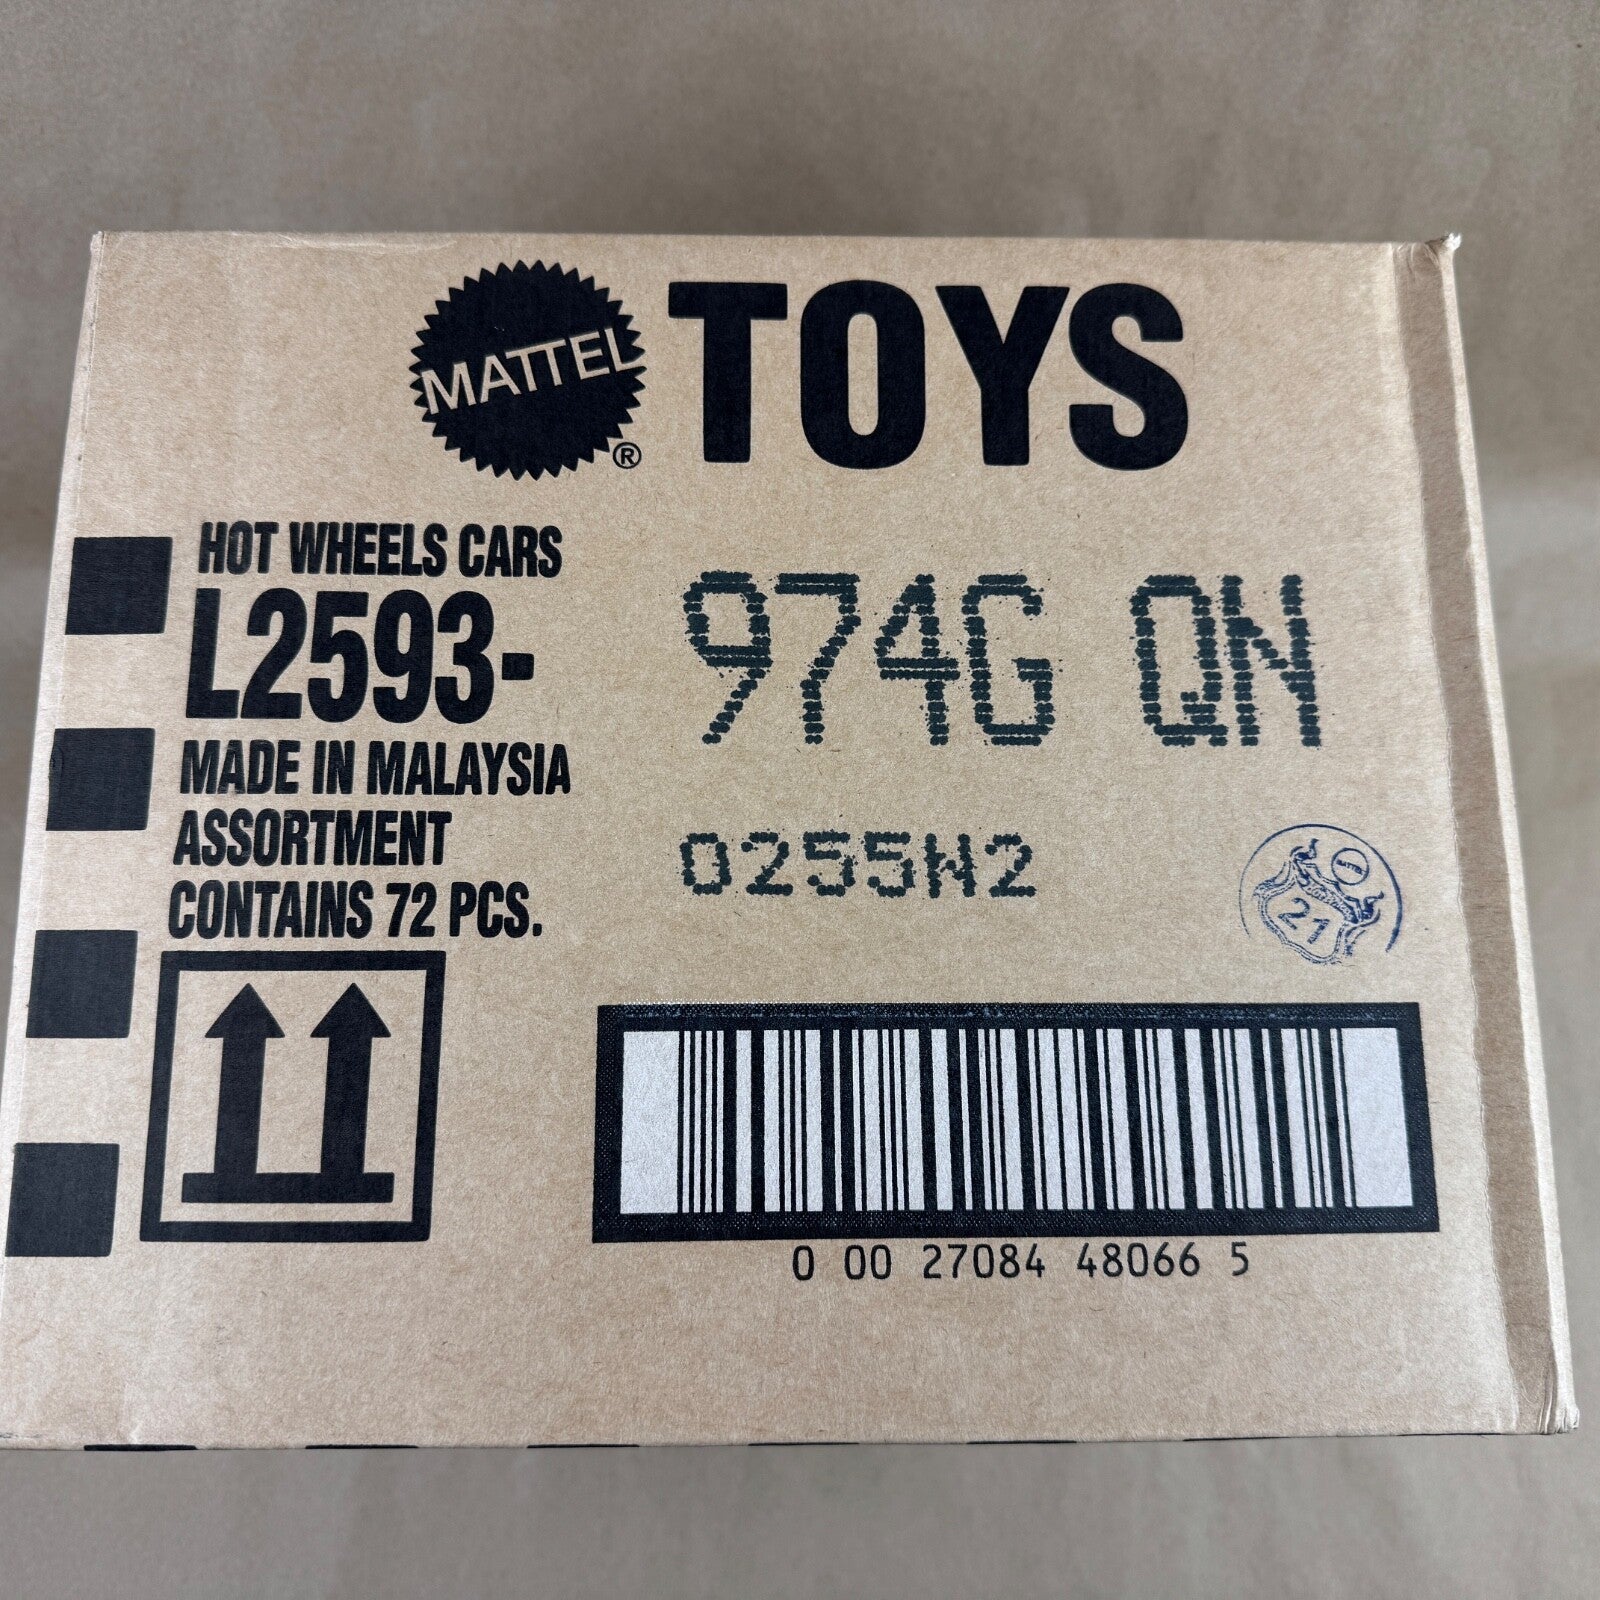 MATTEL® TOYS
HOT WHEELS CARS
L2593-
MADE IN MALAYSIA
ASSORTMENT
CONTAINS 72 PCS.
974G QN
0255N2
21
0 00 27084 48066 5